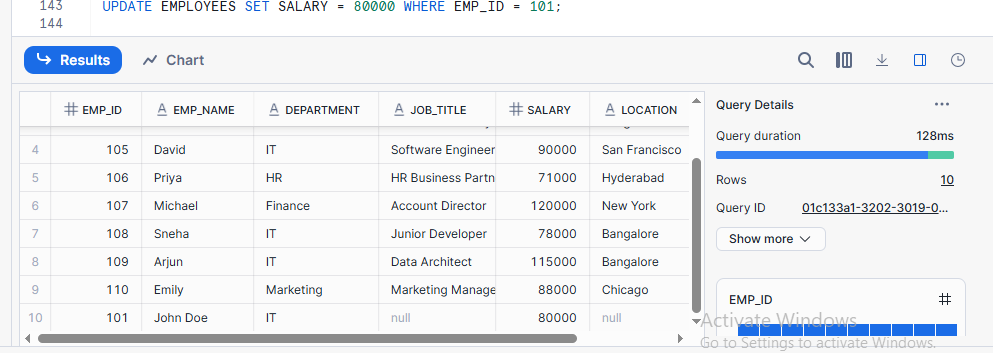 143 UPDATE EMPLOYEES SET SALARY = 80000 WHERE EMP_ID = 101;
144
Results Chart
EMP_ID EMP_NAME DEPARTMENT JOB_TITLE SALARY LOCATION
4 105 David IT Software Engineer 90000 San Francisco
5 106 Priya HR HR Business Partn 71000 Hyderabad
6 107 Michael Finance Account Director 120000 New York
7 108 Sneha IT Junior Developer 78000 Bangalore
8 109 Arjun IT Data Architect 115000 Bangalore
9 110 Emily Marketing Marketing Manage 88000 Chicago
10 101 John Doe IT null 80000 null
Query Details
Query duration 128ms
Rows 10
Query ID 01c133a1-3202-3019-0...
Show more
EMP_ID
Activate Windows
Go to Settings to activate Windows.